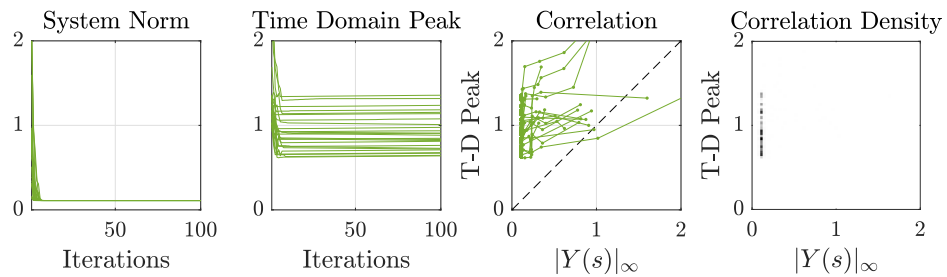 System Norm
2
1
0
50
100
Iterations
Time Domain Peak
2
1
0
50
100
Iterations
Correlation
T-D Peak
2
1
0
0
1
2
|Y(s)|∞
Correlation Density
T-D Peak
2
1
0
0
1
2
|Y(s)|∞